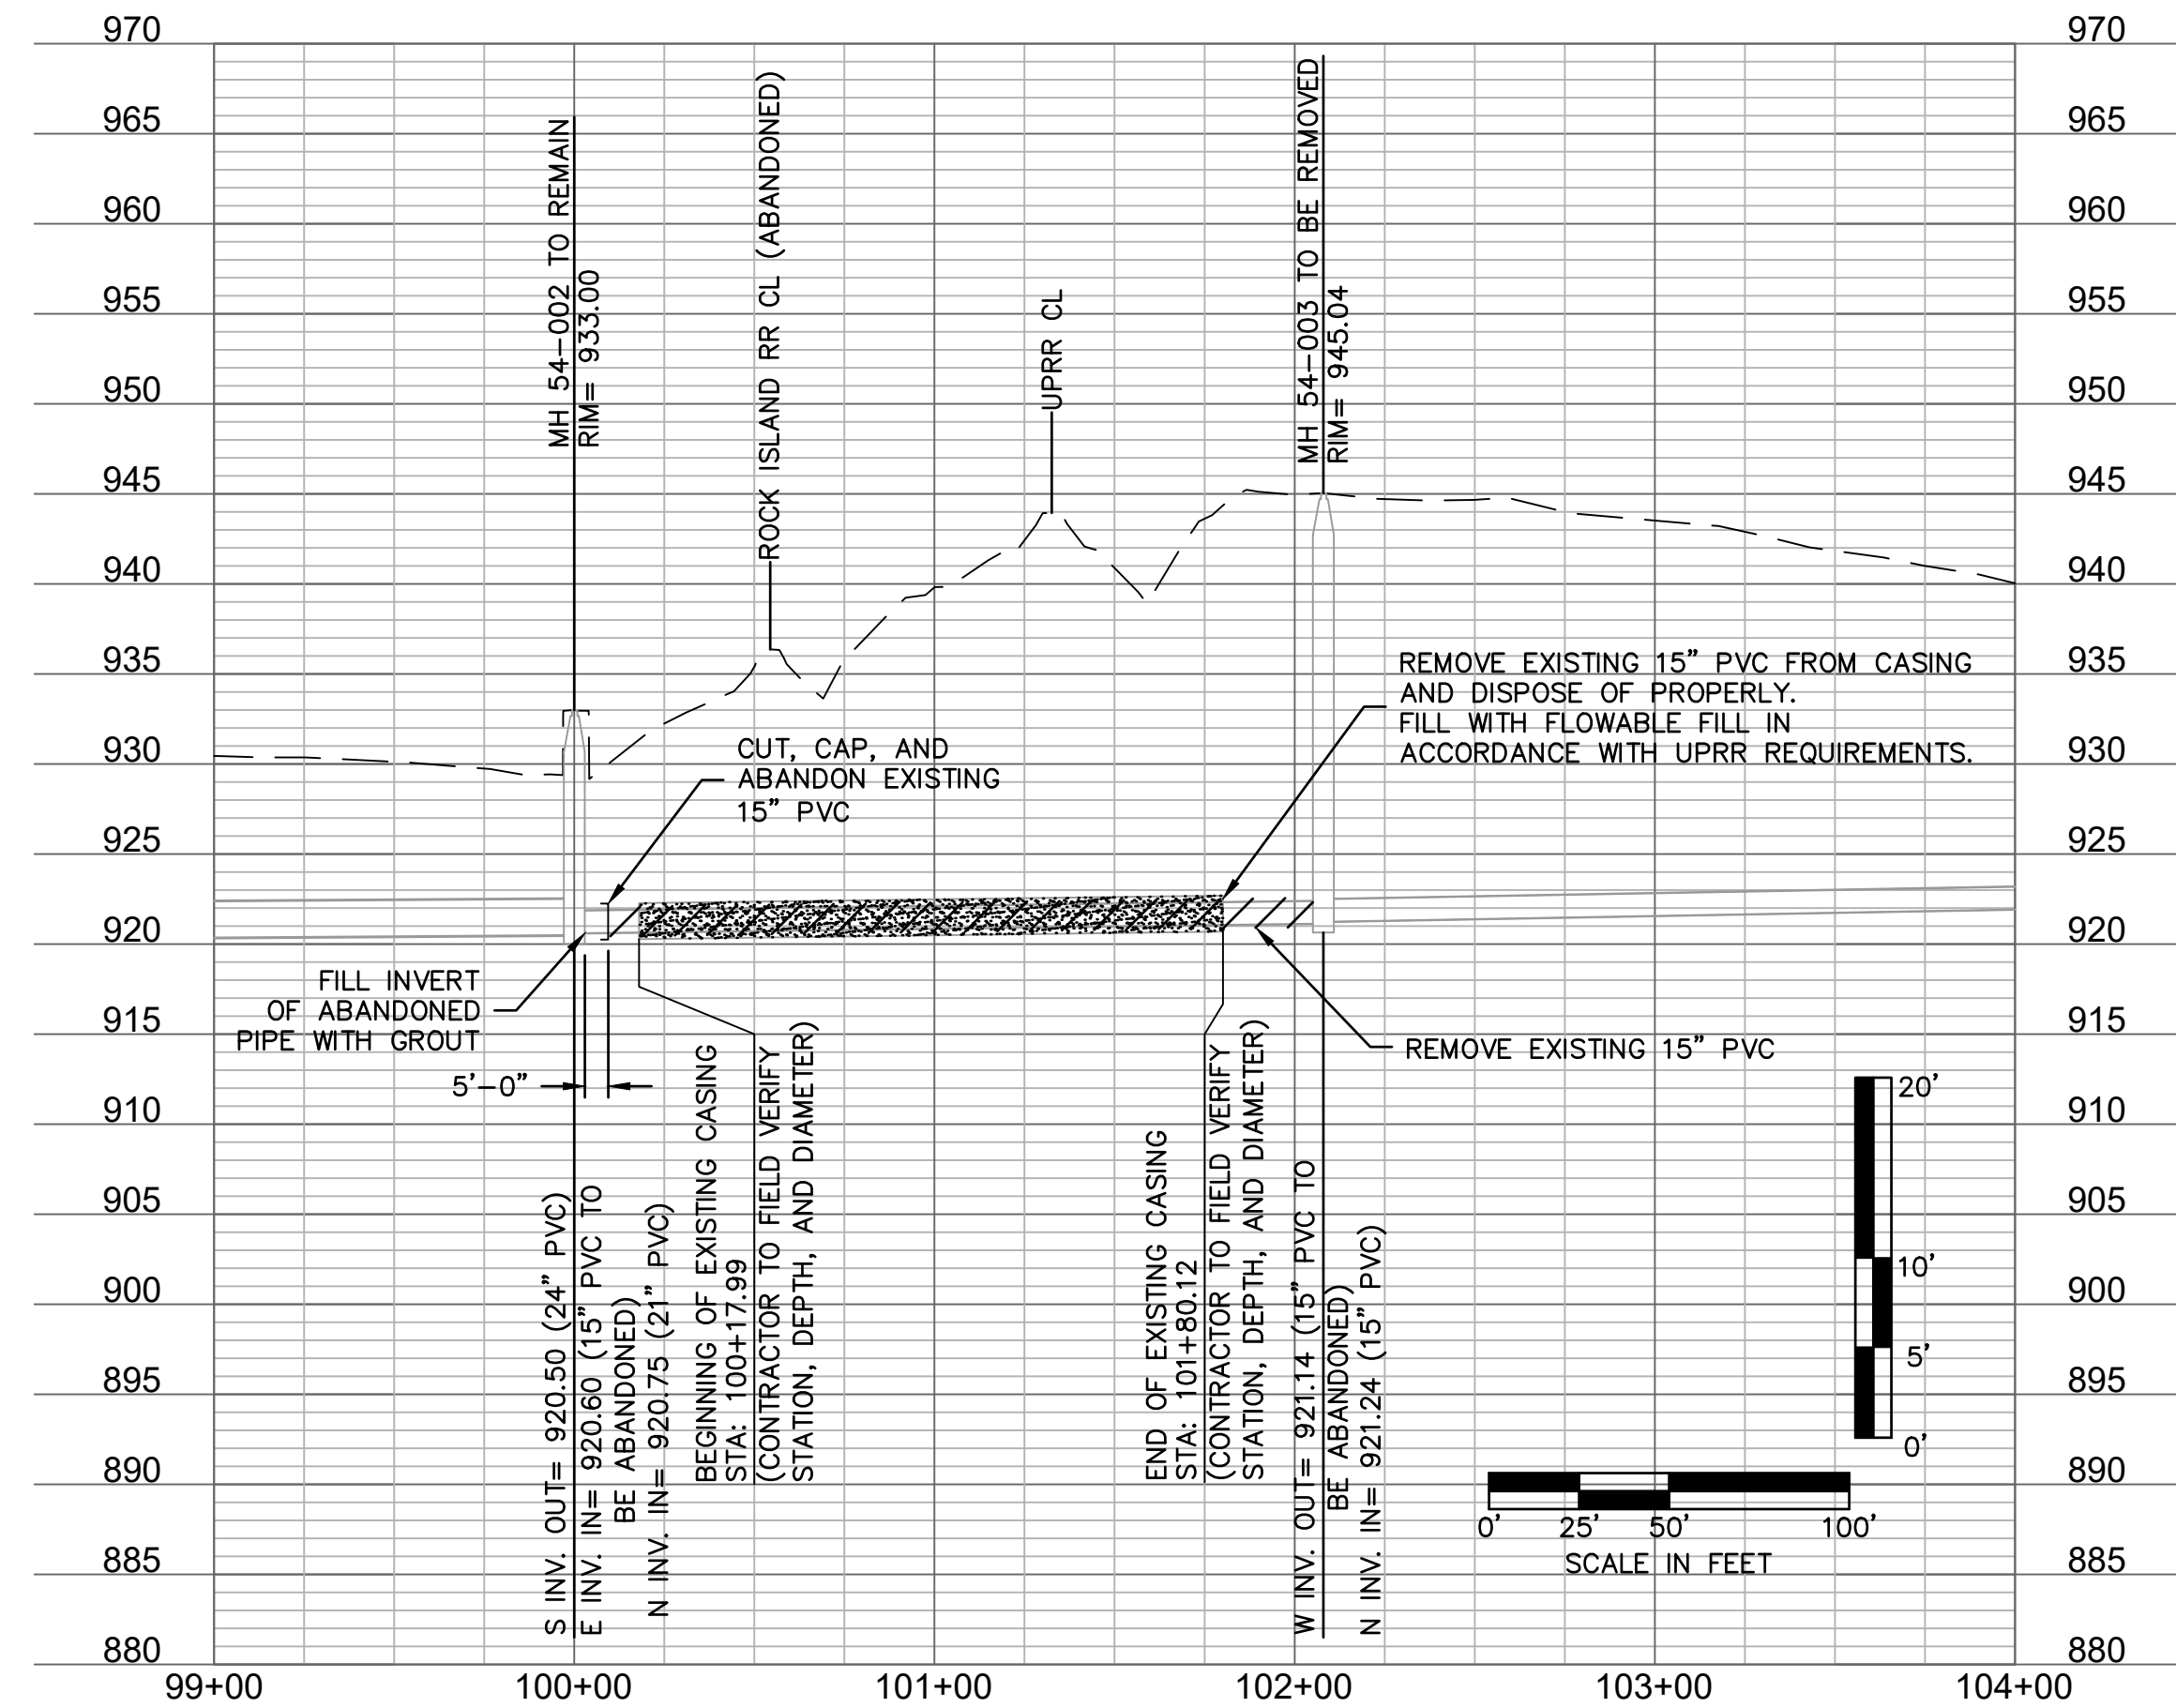 970
970
965
965
960
960
955
955
950
950
945
945
940
940
935
935
930
930
925
925
920
920
915
915
910
910
905
905
900
900
895
895
890
890
885
885
880
880
99+00
100+00
101+00
102+00
103+00
104+00
MH 54-002 TO REMAIN
RIM= 933.00
ROCK ISLAND RR CL (ABANDONED)
UPRR CL
MH 54-003 TO BE REMOVED
RIM= 945.04
REMOVE EXISTING 15" PVC FROM CASING
AND DISPOSE OF PROPERLY.
FILL WITH FLOWABLE FILL IN
ACCORDANCE WITH UPRR REQUIREMENTS.
CUT, CAP, AND
ABANDON EXISTING
15" PVC
FILL INVERT
OF ABANDONED
PIPE WITH GROUT
5'-0"
REMOVE EXISTING 15" PVC
S INV. OUT= 920.50 (24" PVC)
E INV. IN= 920.60 (15" PVC TO
BE ABANDONED)
N INV. IN= 920.75 (21" PVC)
BEGINNING OF EXISTING CASING
STA: 100+17.99
(CONTRACTOR TO FIELD VERIFY
STATION, DEPTH, AND DIAMETER)
END OF EXISTING CASING
STA: 101+80.12
(CONTRACTOR TO FIELD VERIFY
STATION, DEPTH, AND DIAMETER)
W INV. OUT= 921.14 (15" PVC TO
BE ABANDONED)
N INV. IN= 921.24 (15" PVC)
20'
10'
5'
0'
0'
25'
50'
100'
SCALE IN FEET